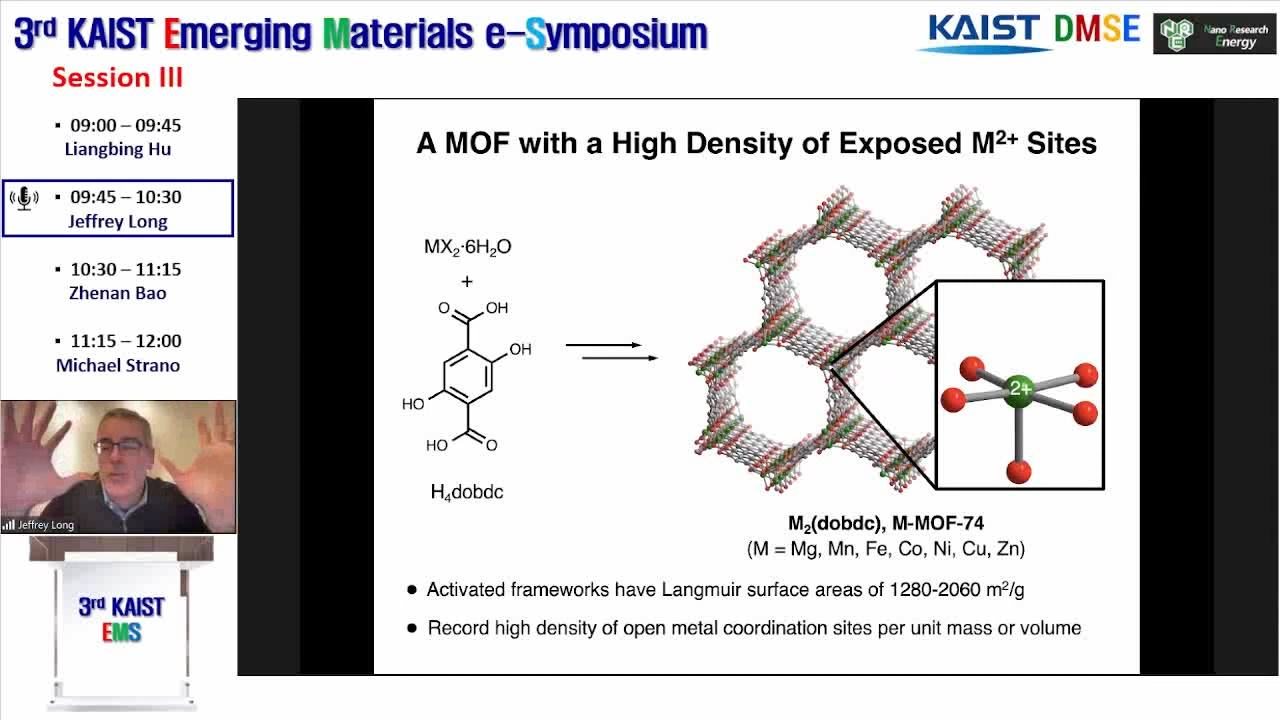 3rd KAIST Emerging Materials e-Symposium
KAIST DMSE
NRE
Nano Research
Energy
Session III
▪ 09:00 – 09:45
Liangbing Hu
▪ 09:45 – 10:30
Jeffrey Long
▪ 10:30 – 11:15
Zhenan Bao
▪ 11:15 – 12:00
Michael Strano
Jeffrey Long
3rd KAIST
EMS
A MOF with a High Density of Exposed M²⁺ Sites
MX₂·6H₂O
+
O
OH
OH
HO
HO
O
H₄dobdc
2+
M₂(dobdc), M-MOF-74
(M = Mg, Mn, Fe, Co, Ni, Cu, Zn)
● Activated frameworks have Langmuir surface areas of 1280-2060 m²/g
● Record high density of open metal coordination sites per unit mass or volume